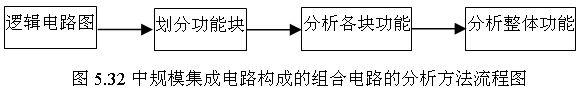 逻辑电路图
划分功能块
分析各块功能
分析整体功能
图 5.32 中规模集成电路构成的组合电路的分析方法流程图